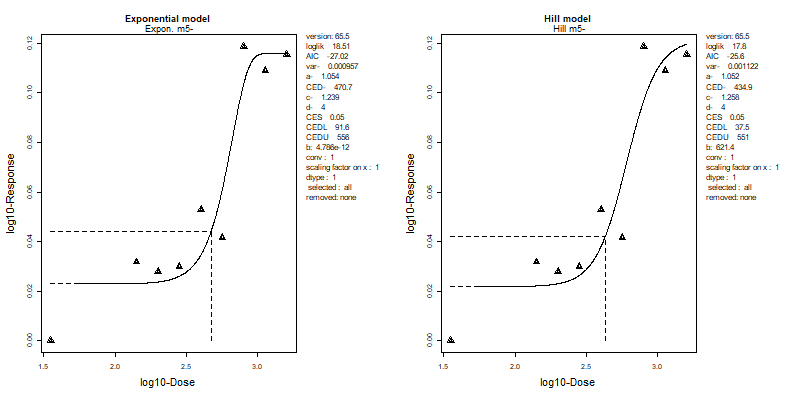 Exponential model
Expon. m5-
log10-Response
0.00
0.02
0.04
0.06
0.08
0.10
0.12
1.5
2.0
2.5
3.0
log10-Dose
version: 65.5
loglik 18.51
AIC -27.02
var- 0.000957
a- 1.054
CED- 470.7
c- 1.239
d- 4
CES 0.05
CEDL 91.6
CEDU 556
b: 4.786e-12
conv : 1
scaling factor on x : 1
dtype : 1
selected : all
removed: none
Hill model
Hill m5-
log10-Response
0.00
0.02
0.04
0.06
0.08
0.10
0.12
1.5
2.0
2.5
3.0
log10-Dose
version: 65.5
loglik 17.8
AIC -25.6
var- 0.001122
a- 1.052
CED- 434.9
c- 1.258
d- 4
CES 0.05
CEDL 37.5
CEDU 551
b: 621.4
conv : 1
scaling factor on x : 1
dtype : 1
selected : all
removed: none